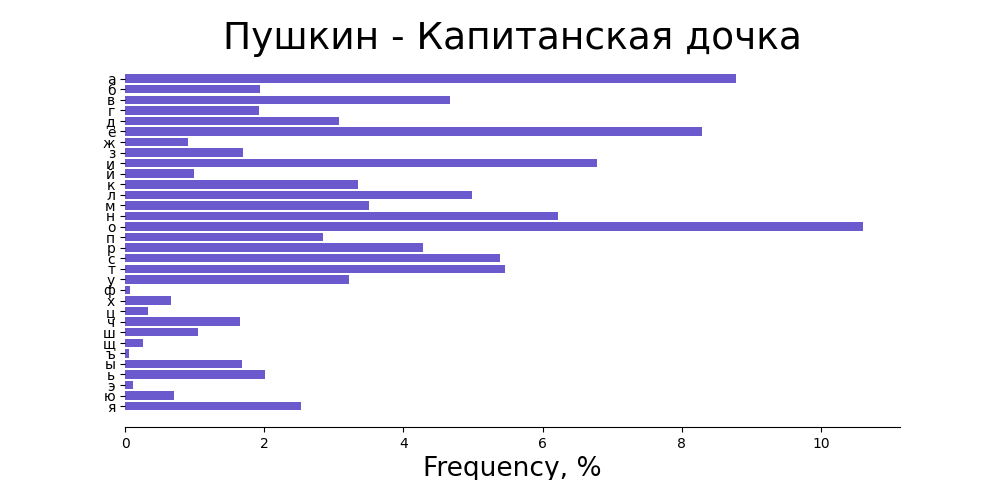 Пушкин - Капитанская дочка
а
б
в
г
д
е
ж
з
и
й
к
л
м
н
о
п
р
с
т
у
ф
х
ц
ч
ш
щ
ъ
ы
ь
э
ю
я
0 2 4 6 8 10
Frequency, %